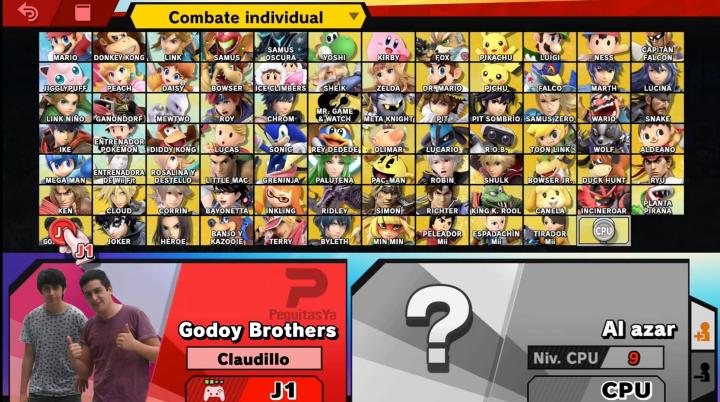 Combate individual
MARIO DONKEY KONG LINK SAMUS SAMUS OSCURA YOSHI KIRBY FOX PIKACHU LUIGI NESS CAPITÁN FALCON
JIGGLYPUFF PEACH DAISY BOWSER ICE CLIMBERS SHEIK ZELDA DR. MARIO PICHU FALCO MARTH LUCINA
LINK NIÑO GANONDORF MEWTWO ROY CHROM MR. GAME & WATCH META KNIGHT PIT PIT SOMBRÍO SAMUS ZERO WARIO SNAKE
IKE ENTRENADOR POKÉMON DIDDY KONG LUCAS SONIC REY DEDEDE OLIMAR LUCARIO R.O.B. TOON LINK WOLF ALDEANO
MEGA MAN ENTRENADORA DE Wii Fit ROSALINA Y DESTELLO LITTLE MAC GRENINJA PALUTENA PAC-MAN ROBIN SHULK BOWSER JR. DUCK HUNT RYU
KEN CLOUD CORRIN BAYONETTA INKLING RIDLEY SIMON RICHTER KING K. ROOL CANELA INCINEROAR PLANTA PIRAÑA
JOKER HÉROE BANJO Y KAZOOIE TERRY BYLETH MIN MIN PELEADOR Mii ESPADACHÍN Mii TIRADOR Mii CPU
J1
PequitasYa
Godoy Brothers
Al azar
Claudillo
Niv. CPU 9
J1
CPU